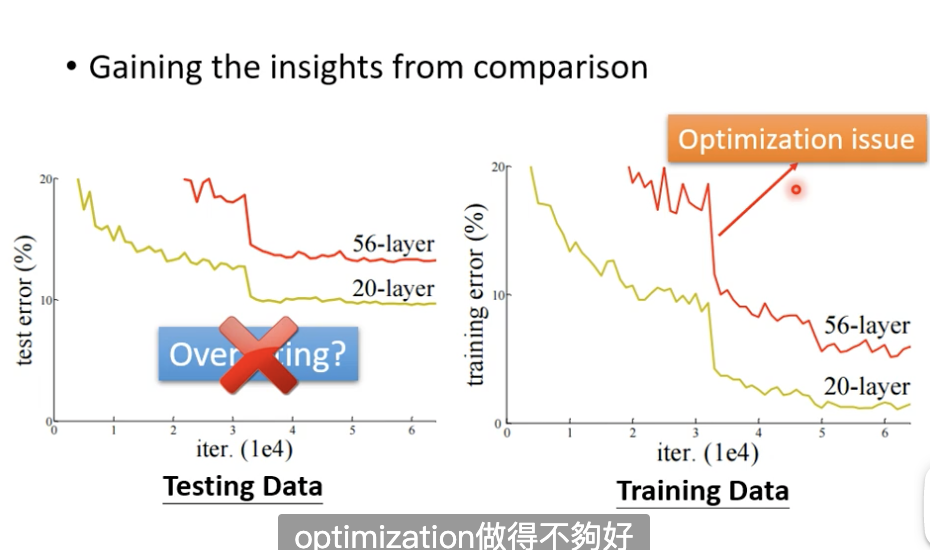 • Gaining the insights from comparison
Optimization issue
20
10
0
test error (%)
56-layer
20-layer
0 1 2 3 4 5 6
iter. (1e4)
Testing Data
20
10
0
training error (%)
56-layer
20-layer
0 1 2 3 4 5 6
iter. (1e4)
Training Data
optimization做得不夠好